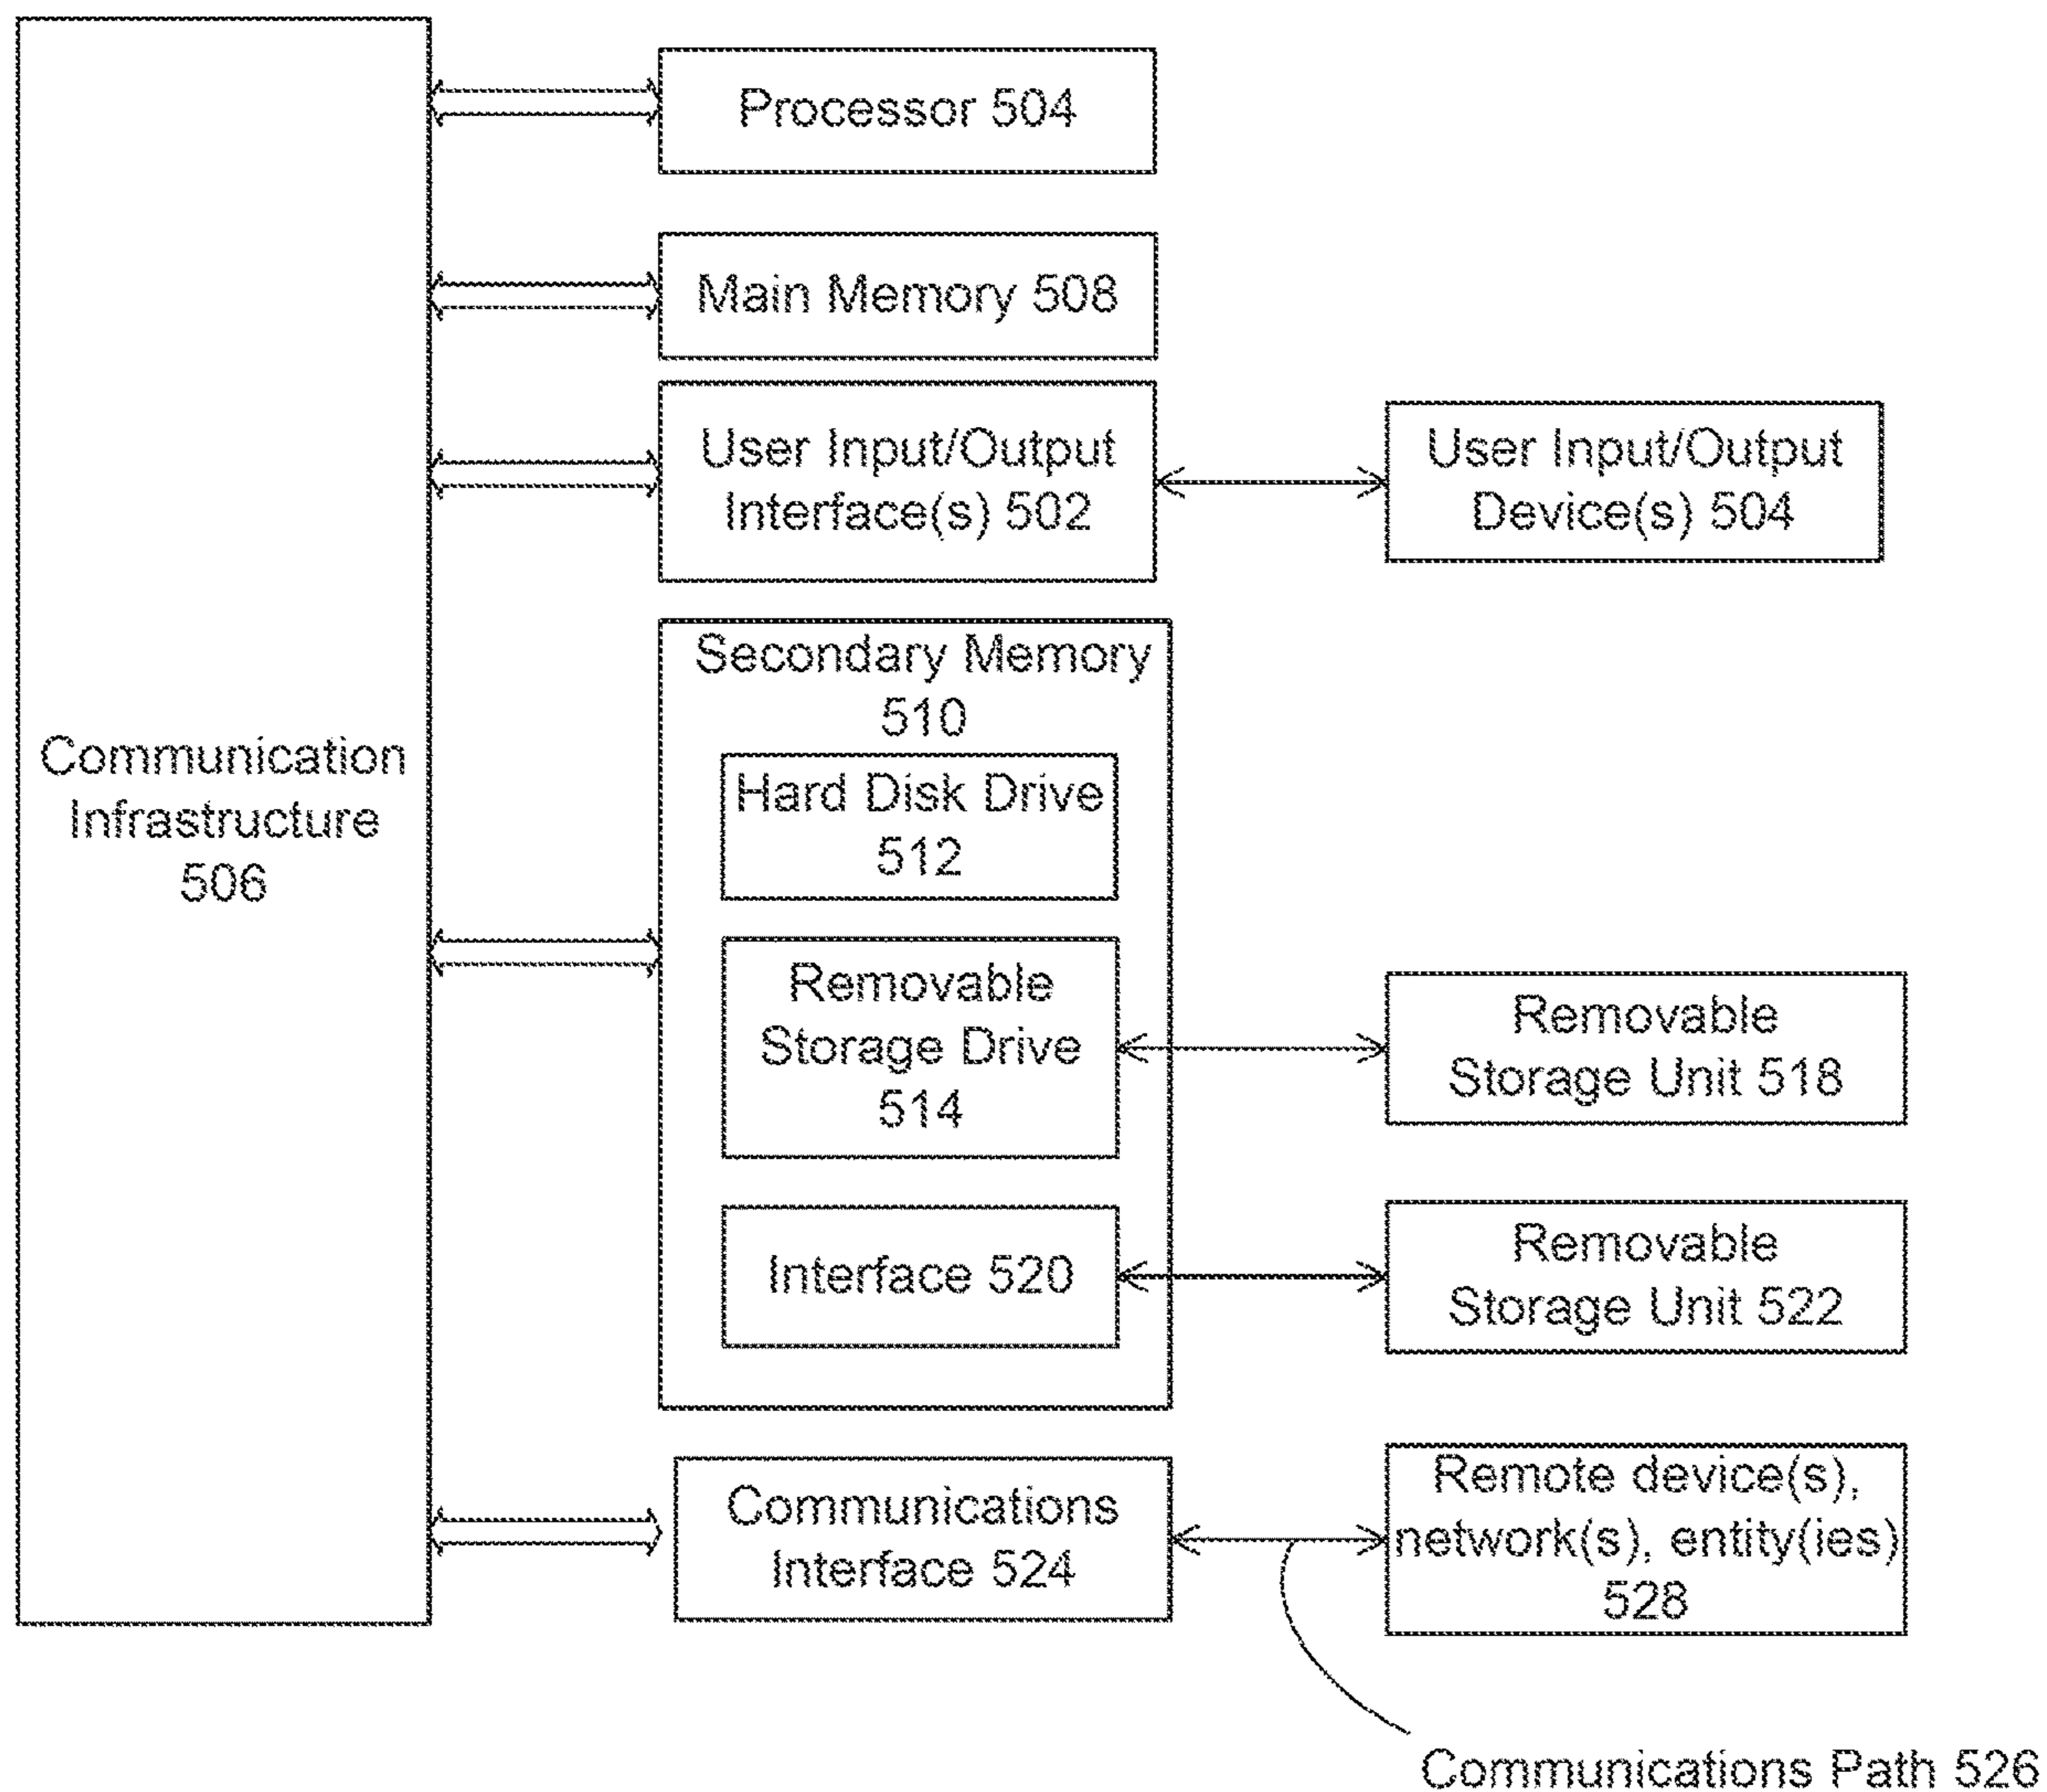 Processor 504
Main Memory 508
User Input/Output
Interface(s) 502
User Input/Output
Device(s) 504
Communication
Infrastructure
506
Secondary Memory
510
Hard Disk Drive
512
Removable
Storage Drive
514
Removable
Storage Unit 518
Interface 520
Removable
Storage Unit 522
Communications
Interface 524
Remote device(s),
network(s), entity(ies)
528
Communications Path 526